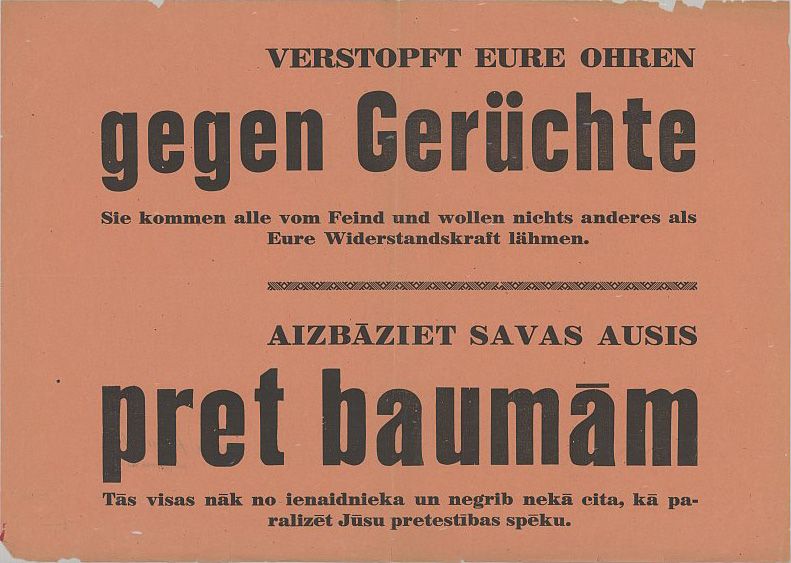 VERSTOPFT EURE OHREN
gegen Gerüchte
Sie kommen alle vom Feind und wollen nichts anderes als
Eure Widerstandskraft lähmen.
AIZBĀZIET SAVAS AUSIS
pret baumām
Tās visas nāk no ienaidnieka un negrib nekā cita, kā pa-
ralizēt Jūsu pretestības spēku.